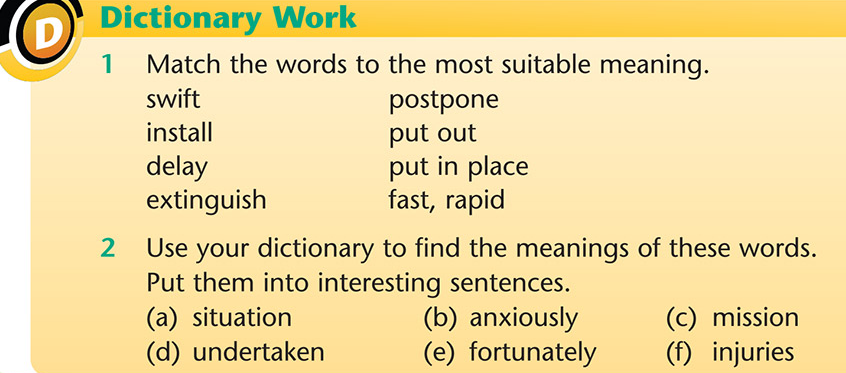 D
Dictionary Work
1 Match the words to the most suitable meaning.
swift postpone
install put out
delay put in place
extinguish fast, rapid
2 Use your dictionary to find the meanings of these words.
Put them into interesting sentences.
(a) situation (b) anxiously (c) mission
(d) undertaken (e) fortunately (f) injuries